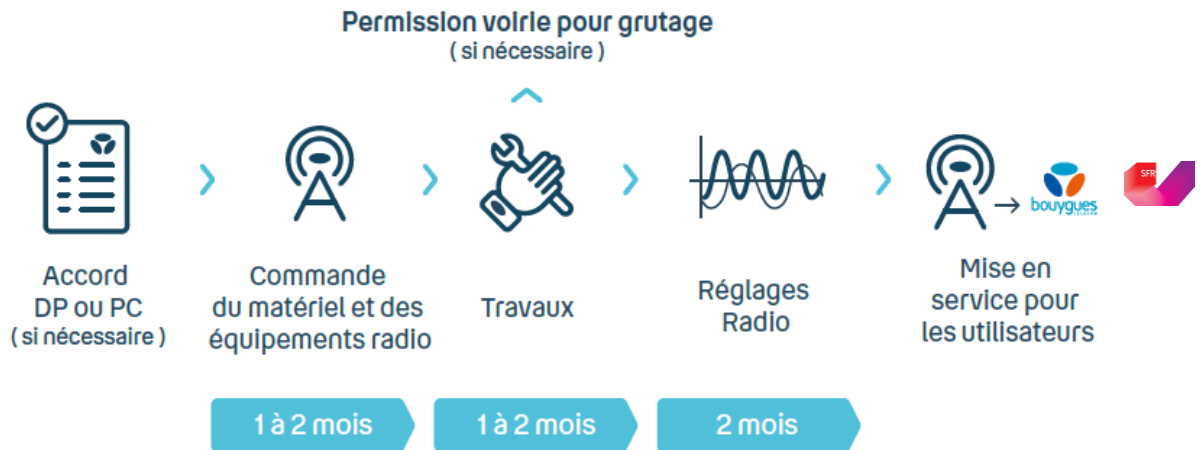 Permission voirie pour grutage
( si nécessaire )
Accord
DP ou PC
( si nécessaire )
Commande
du matériel et des
équipements radio
Travaux
Réglages
Radio
bouygues
TELECOM
SFR
Mise en
service pour
les utilisateurs
1 à 2 mois
1 à 2 mois
2 mois